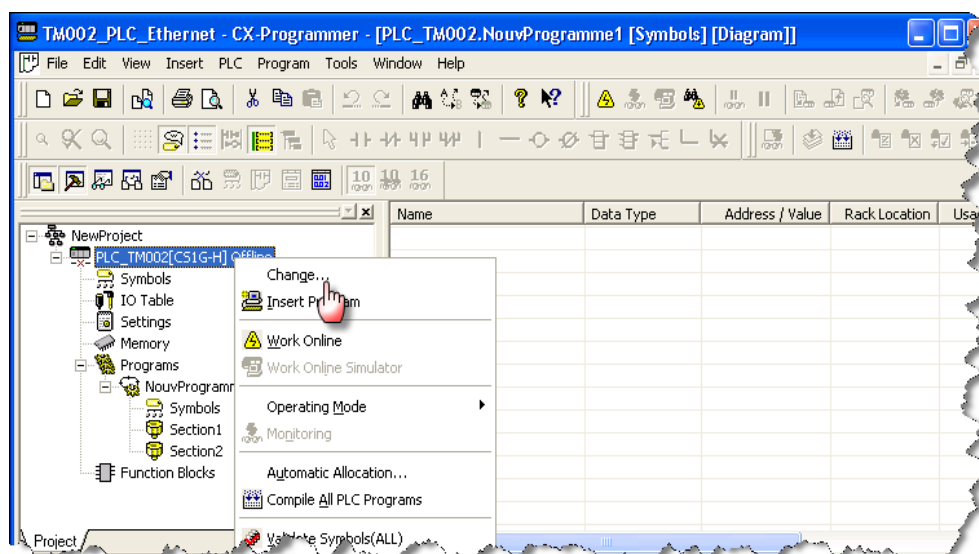 TM002_PLC_Ethernet - CX-Programmer - [PLC_TM002.NouvProgramme1 [Symbols] [Diagram]]
File Edit View Insert PLC Program Tools Window Help
10 10 16
Name Data Type Address / Value Rack Location
NewProject
PLC_TM002[CS1G-H] Offline
Symbols
IO Table
Settings
Memory
Programs
NouvProgramm
Symbols
Section1
Section2
Function Blocks
Project
Change...
Insert Program
Work Online
Work Online Simulator
Operating Mode
Monitoring
Automatic Allocation...
Compile All PLC Programs
Validate Symbols(ALL)